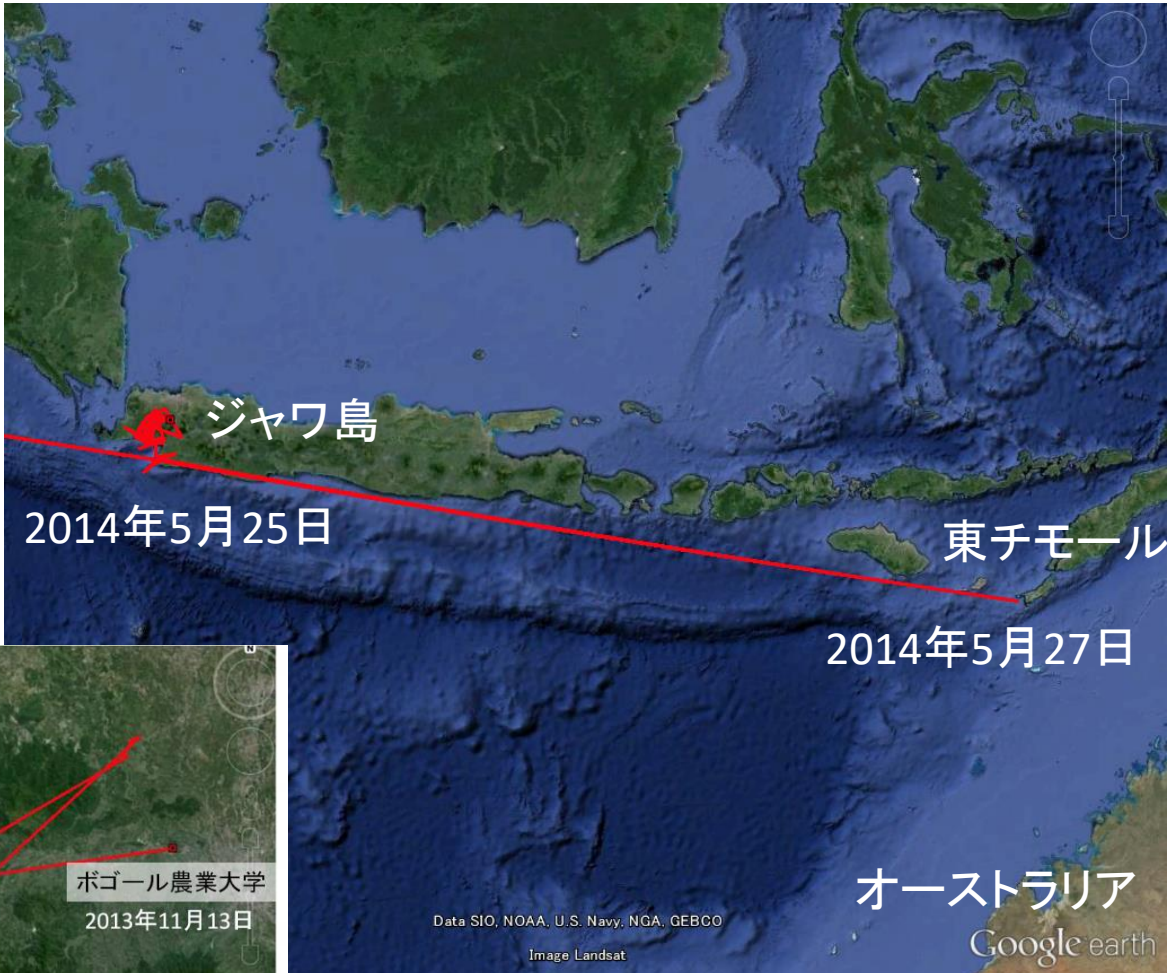 ジャワ島
2014年5月25日
東チモール
2014年5月27日
N
ボゴール農業大学
2013年11月13日
オーストラリア
Data SIO, NOAA, U.S. Navy, NGA, GEBCO
Image Landsat
Google earth